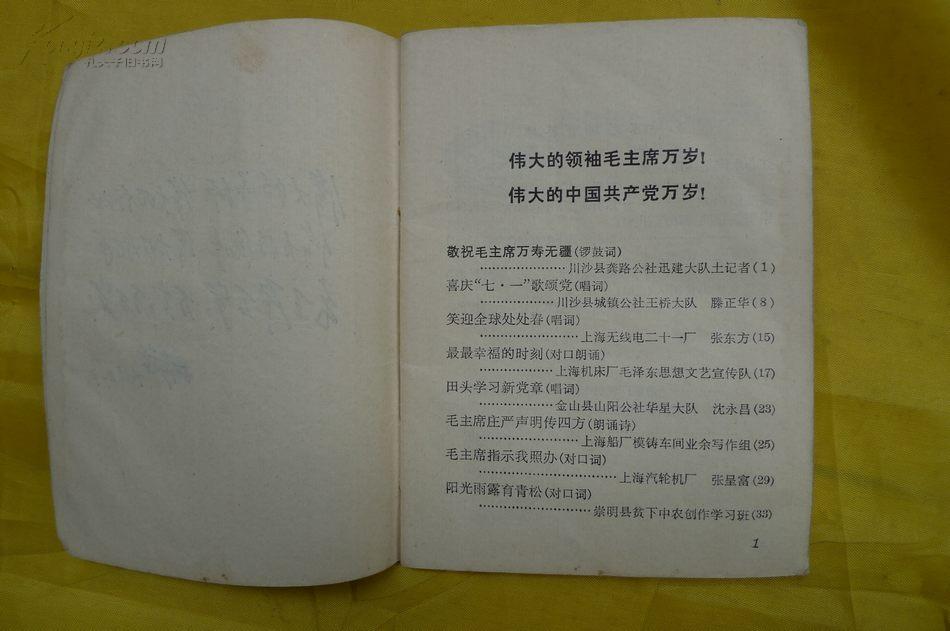 孔夫子旧书网
伟大的领袖毛主席万岁!
伟大的中国共产党万岁!
敬祝毛主席万寿无疆(锣鼓词)
…………………川沙县龚路公社迅建大队土记者(1)
喜庆“七·一”歌颂党(唱词)
………………川沙县城镇公社王桥大队　滕正华(8)
笑迎全球处处春(唱词)
……………………上海无线电二十一厂　张东方(15)
最最幸福的时刻(对口朗诵)
………………上海机床厂毛泽东思想文艺宣传队(17)
田头学习新党章(唱词)
………………金山县山阳公社华星大队　沈永昌(23)
毛主席庄严声明传四方(朗诵诗)
……………………上海船厂模铸车间业余写作组(25)
毛主席指示我照办(对口词)
……………………………上海汽轮机厂　张呈富(29)
阳光雨露育青松(对口词)
………………………崇明县贫下中农创作学习班(33)
1